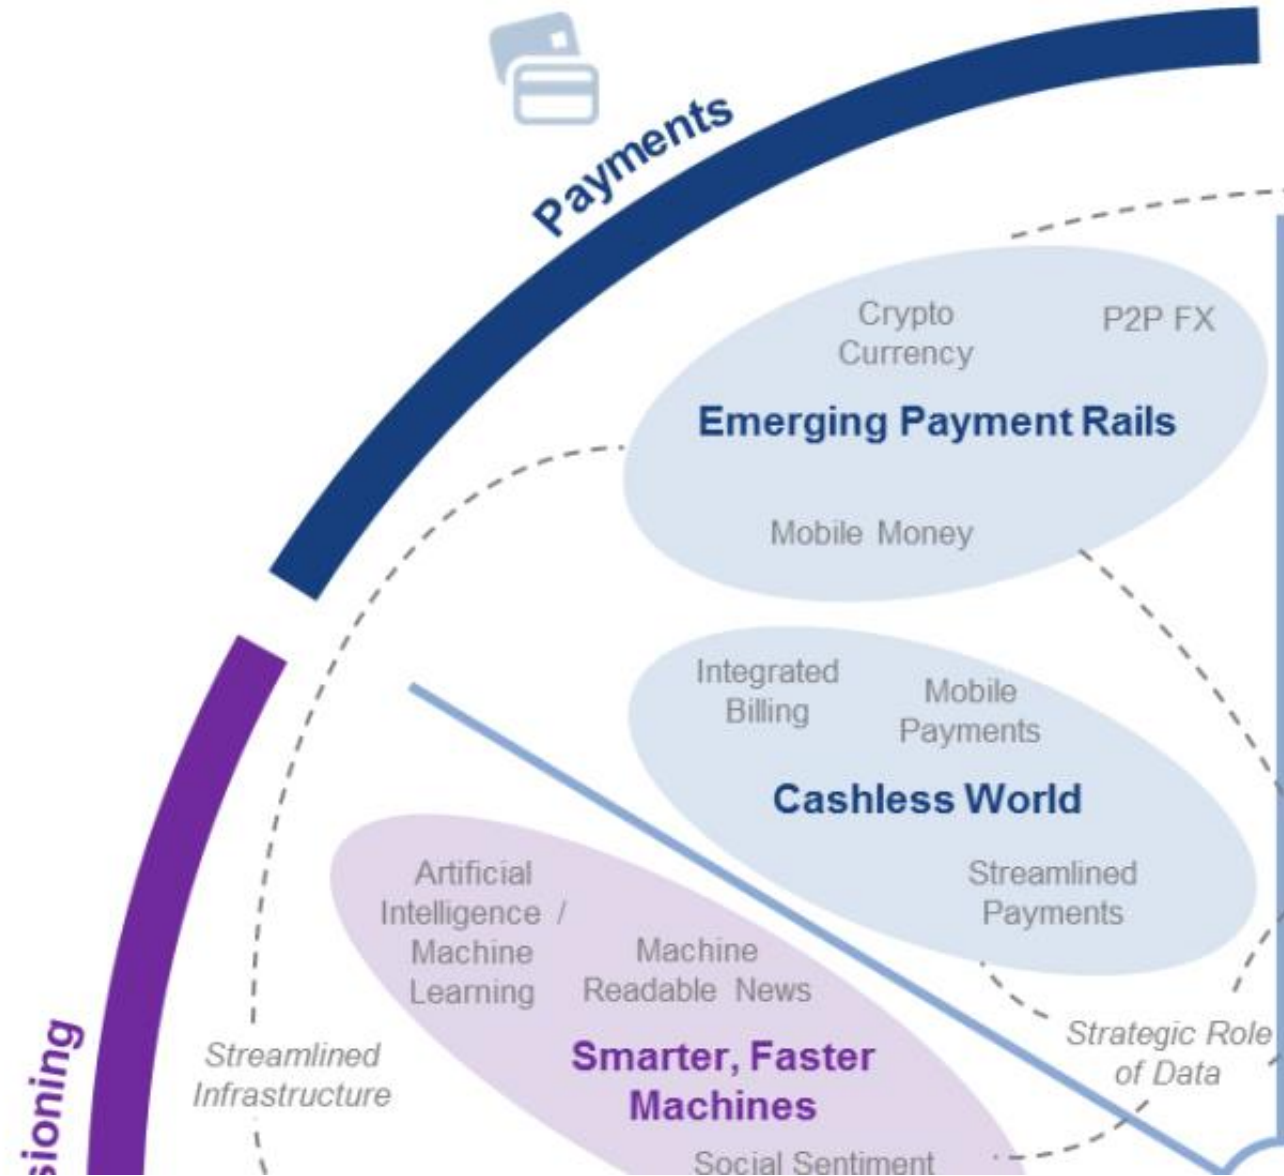 Payments
Crypto
Currency
P2P FX
Emerging Payment Rails
Mobile Money
Integrated
Billing
Mobile
Payments
Cashless World
Streamlined
Payments
Artificial
Intelligence /
Machine
Learning
Machine
Readable News
Smarter, Faster
Machines
Social Sentiment
Streamlined
Infrastructure
Strategic Role
of Data
sioning